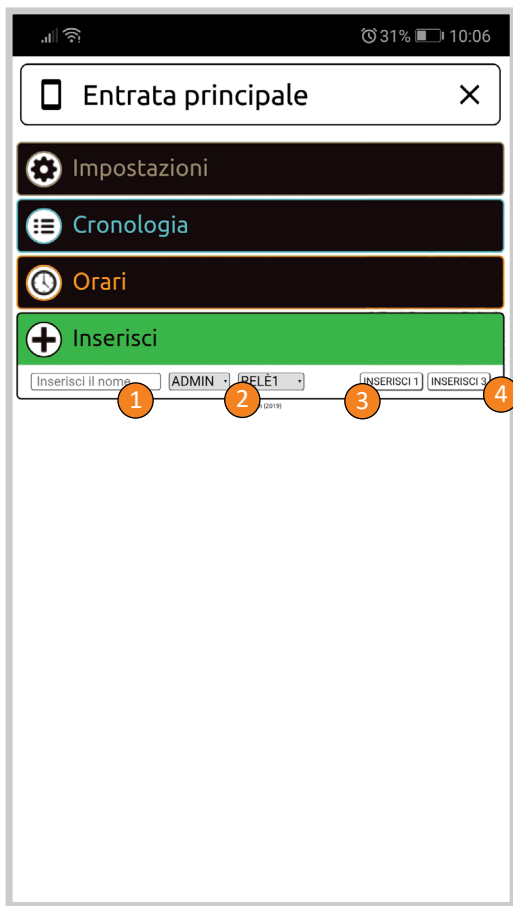 31% 10:06
Entrata principale
Impostazioni
Cronologia
Orari
Inserisci
Inserisci il nome ADMIN RELÈ1 INSERISCI 1 INSERISCI 3
1 2 3 4
(2019)